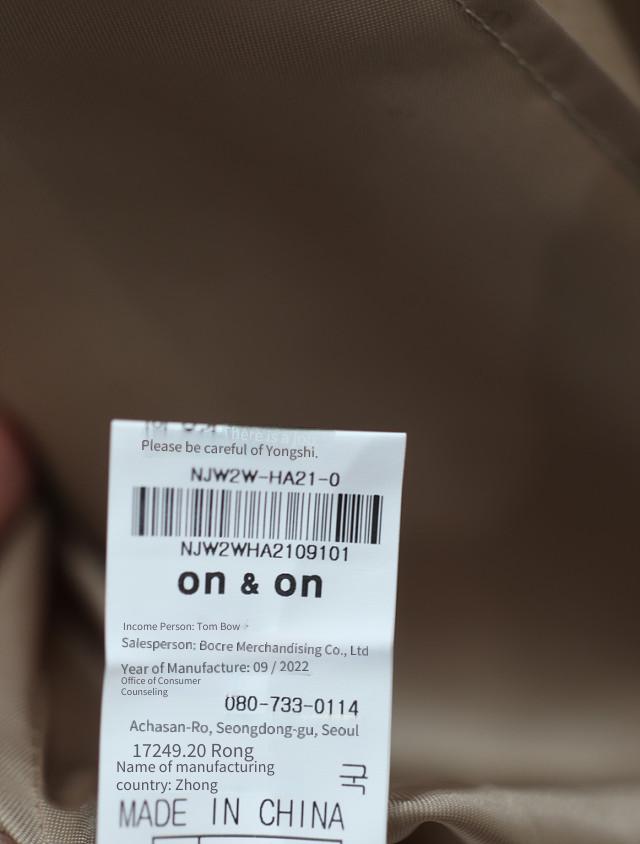 There is a
Please be careful of Yongshi.
NJW2W-HA21-0
NJW2WHA2109101
on & on
Income Person: Tom Bow
Salesperson: Bocre Merchandising Co., Ltd
Year of Manufacture: 09 / 2022
Office of Consumer
Counseling
080-733-0114
Achasan-Ro, Seongdong-gu, Seoul
17249.20 Rong
Name of manufacturing
country: Zhong
국
MADE IN CHINA